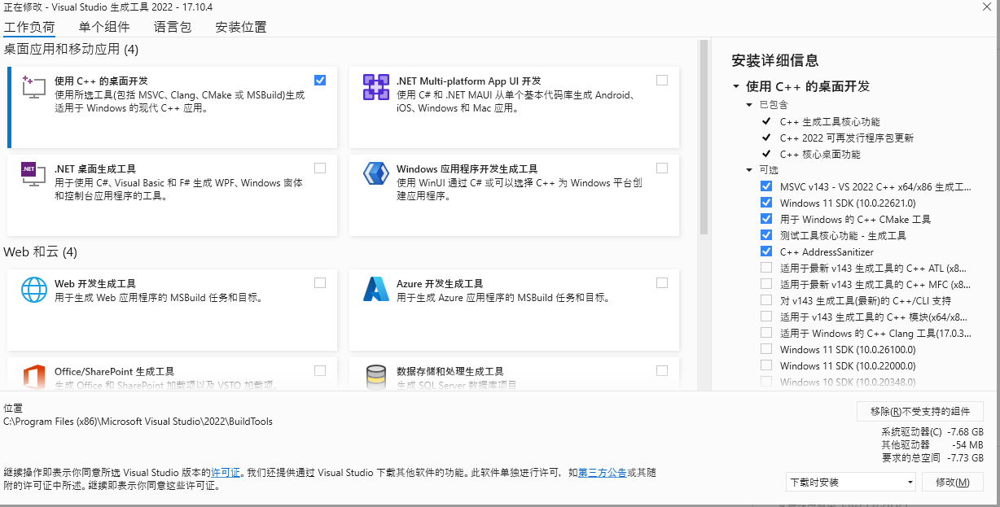 正在修改 - Visual Studio 生成工具 2022 - 17.10.4
工作负荷 单个组件 语言包 安装位置
桌面应用和移动应用 (4)
使用 C++ 的桌面开发
使用所选工具(包括 MSVC、Clang、CMake 或 MSBuild)生成
适用于 Windows 的现代 C++ 应用。
.NET Multi-platform App UI 开发
使用 C# 和 .NET MAUI 从单个基本代码库生成 Android、
iOS、Windows 和 Mac 应用。
.NET
.NET 桌面生成工具
用于使用 C#、Visual Basic 和 F# 生成 WPF、Windows 窗体
和控制台应用程序的工具。
Windows 应用程序开发生成工具
使用 WinUI 通过 C# 或可以选择 C++ 为 Windows 平台创
建应用程序。
Web 和云 (4)
Web 开发生成工具
用于生成 Web 应用程序的 MSBuild 任务和目标。
Azure 开发生成工具
用于生成 Azure 应用程序的 MSBuild 任务和目标。
Office/SharePoint 生成工具
生成 Office 和 SharePoint 加载项以及 VSTO 加载项。
数据存储和处理生成工具
生成 SQL Server 数据库项目
安装详细信息
使用 C++ 的桌面开发
已包含
C++ 生成工具核心功能
C++ 2022 可再发行程序包更新
C++ 核心桌面功能
可选
MSVC v143 - VS 2022 C++ x64/x86 生成工...
Windows 11 SDK (10.0.22621.0)
用于 Windows 的 C++ CMake 工具
测试工具核心功能 - 生成工具
C++ AddressSanitizer
适用于最新 v143 生成工具的 C++ ATL (x8...
适用于最新 v143 生成工具的 C++ MFC (x8...
对 v143 生成工具(最新)的 C++/CLI 支持
适用于 v143 生成工具的 C++ 模块(x64/x8...
适用于 Windows 的 C++ Clang 工具(17.0.3...
Windows 11 SDK (10.0.26100.0)
Windows 11 SDK (10.0.22000.0)
Windows 10 SDK (10.0.20348.0)
位置
C:\Program Files (x86)\Microsoft Visual Studio\2022\BuildTools
移除(R)不受支持的组件
系统驱动器(C) -7.68 GB
其他驱动器 -54 MB
要求的总空间 -7.73 GB
继续操作即表示你同意所选 Visual Studio 版本的许可证。我们还提供通过 Visual Studio 下载其他软件的功能。此软件单独进行许可，如第三方公告或其随
附的许可证中所述。继续即表示你同意这些许可证。
下载时安装
修改(M)